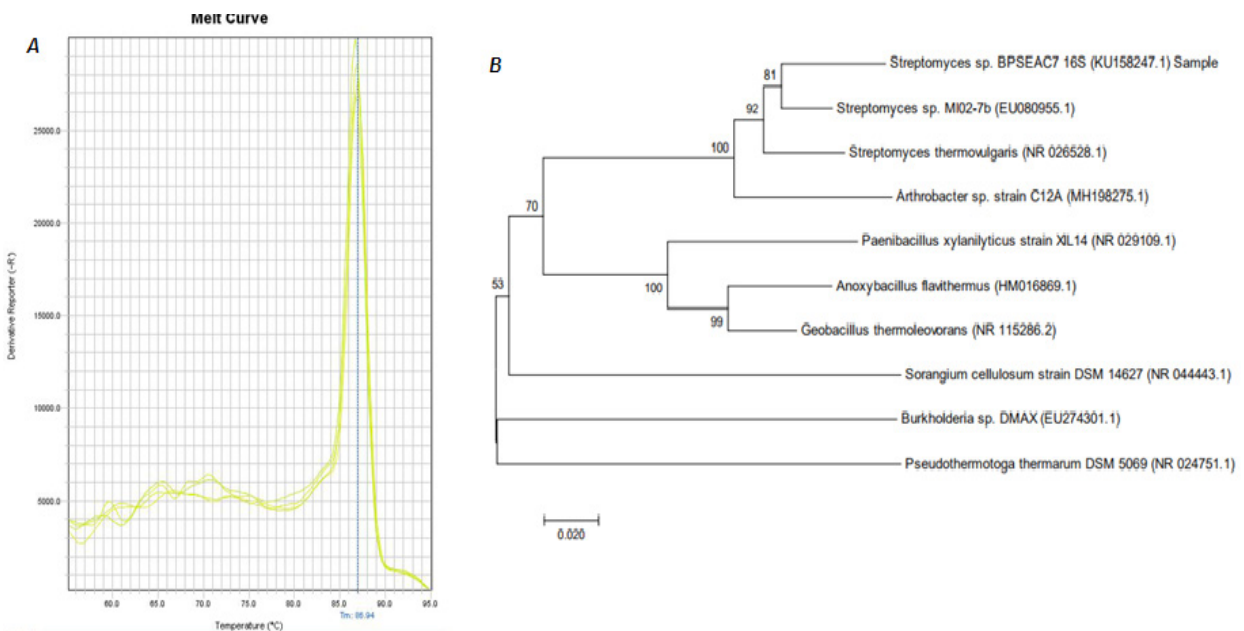 Melt Curve
A
25000.0
20000.0
15000.0
10000.0
5000.0
Derivative Reporter (-R')
60.0 65.0 70.0 75.0 80.0 85.0 90.0 95.0
Tm: 86.94
Temperature (°C)
B
Streptomyces sp. BPSEAC7 16S (KU158247.1) Sample
81
Streptomyces sp. MI02-7b (EU080955.1)
92
Streptomyces thermovulgaris (NR 026528.1)
100
Arthrobacter sp. strain C12A (MH198275.1)
70
Paenibacillus xylanilyticus strain XIL14 (NR 029109.1)
53
Anoxybacillus flavithermus (HM016869.1)
100
99
Geobacillus thermoleovorans (NR 115286.2)
Sorangium cellulosum strain DSM 14627 (NR 044443.1)
Burkholderia sp. DMAX (EU274301.1)
Pseudothermotoga thermarum DSM 5069 (NR 024751.1)
0.020